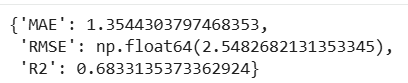 {'MAE': 1.3544303797468353,
'RMSE': np.float64(2.5482682131353345),
'R2': 0.6833135373362924}